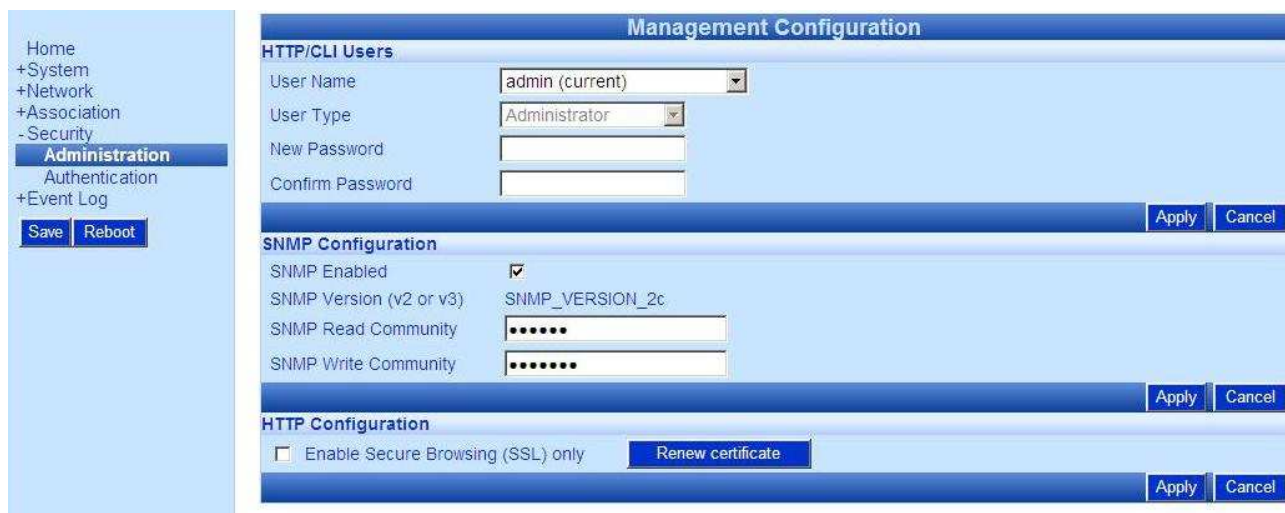 Home
+System
+Network
+Association
-Security
Administration
Authentication
+Event Log
Save Reboot
Management Configuration
HTTP/CLI Users
User Name admin (current)
User Type Administrator
New Password
Confirm Password
Apply Cancel
SNMP Configuration
SNMP Enabled
SNMP Version (v2 or v3) SNMP_VERSION_2c
SNMP Read Community ••••••
SNMP Write Community •••••••
Apply Cancel
HTTP Configuration
Enable Secure Browsing (SSL) only Renew certificate
Apply Cancel